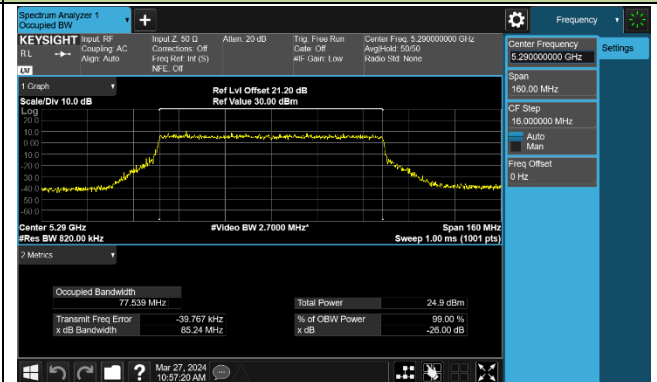 Spectrum Analyzer 1
Occupied BW
+
Frequency
KEYSIGHT
RL
LXI
Input: RF
Coupling: AC
Align: Auto
Input Z: 50 Ω
Corrections: Off
Freq Ref: Int (S)
NFE: Off
Atten: 20 dB
Trig: Free Run
Gate: Off
#IF Gain: Low
Center Freq: 5.290000000 GHz
Avg|Hold: 50/50
Radio Std: None
Center Frequency
5.290000000 GHz
Settings
Span
160.00 MHz
CF Step
16.000000 MHz
Auto
Man
Freq Offset
0 Hz
1 Graph
Scale/Div 10.0 dB
Ref Lvl Offset 21.20 dB
Ref Value 30.00 dBm
Log
20.0
10.0
0.00
-10.0
-20.0
-30.0
-40.0
-50.0
-60.0
Center 5.29 GHz
#Video BW 2.7000 MHz*
Span 160 MHz
#Res BW 820.00 kHz
Sweep 1.00 ms (1001 pts)
2 Metrics
Occupied Bandwidth
77.539 MHz
Total Power
24.9 dBm
Transmit Freq Error
-39.767 kHz
% of OBW Power
99.00 %
x dB Bandwidth
85.24 MHz
x dB
-26.00 dB
?
Mar 27, 2024
10:57:20 AM